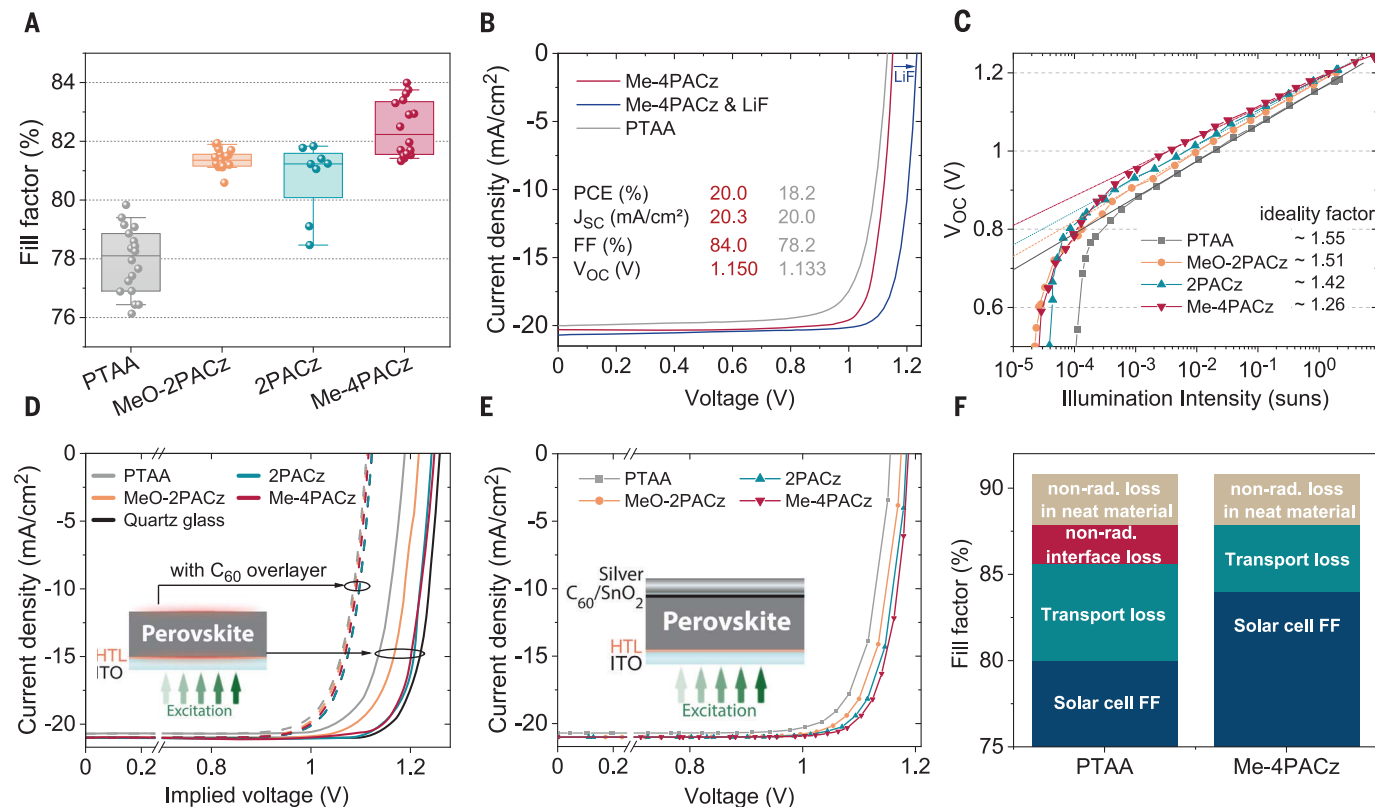 A
84
82
80
78
76
Fill factor (%)
PTAA
MeO-2PACz
2PACz
Me-4PACz
B
0
-5
-10
-15
-20
Current density (mA/cm²)
LiF
Me-4PACz
Me-4PACz & LiF
PTAA
PCE (%) 20.0 18.2
JSC (mA/cm²) 20.3 20.0
FF (%) 84.0 78.2
VOC (V) 1.150 1.133
0 0.2 0.4 0.6 0.8 1 1.2
Voltage (V)
C
1.2
1.0
0.8
0.6
VOC (V)
ideality factor
PTAA ~ 1.55
MeO-2PACz ~ 1.51
2PACz ~ 1.42
Me-4PACz ~ 1.26
10-5 10-4 10-3 10-2 10-1 100
Illumination Intensity (suns)
D
0
-5
-10
-15
-20
Current density (mA/cm²)
PTAA 2PACz
MeO-2PACz Me-4PACz
Quartz glass
with C60 overlayer
Perovskite
HTL
ITO
Excitation
0 0.2 0.8 1 1.2
Implied voltage (V)
E
0
-5
-10
-15
-20
Current density (mA/cm²)
PTAA 2PACz
MeO-2PACz Me-4PACz
Silver
C60/SnO2
Perovskite
HTL
ITO
Excitation
0 0.2 0.8 1 1.2
Voltage (V)
F
90
85
80
75
Fill factor (%)
non-rad. loss
in neat material
non-rad.
interface loss
Transport loss
Solar cell FF
non-rad. loss
in neat material
Transport loss
Solar cell FF
PTAA
Me-4PACz